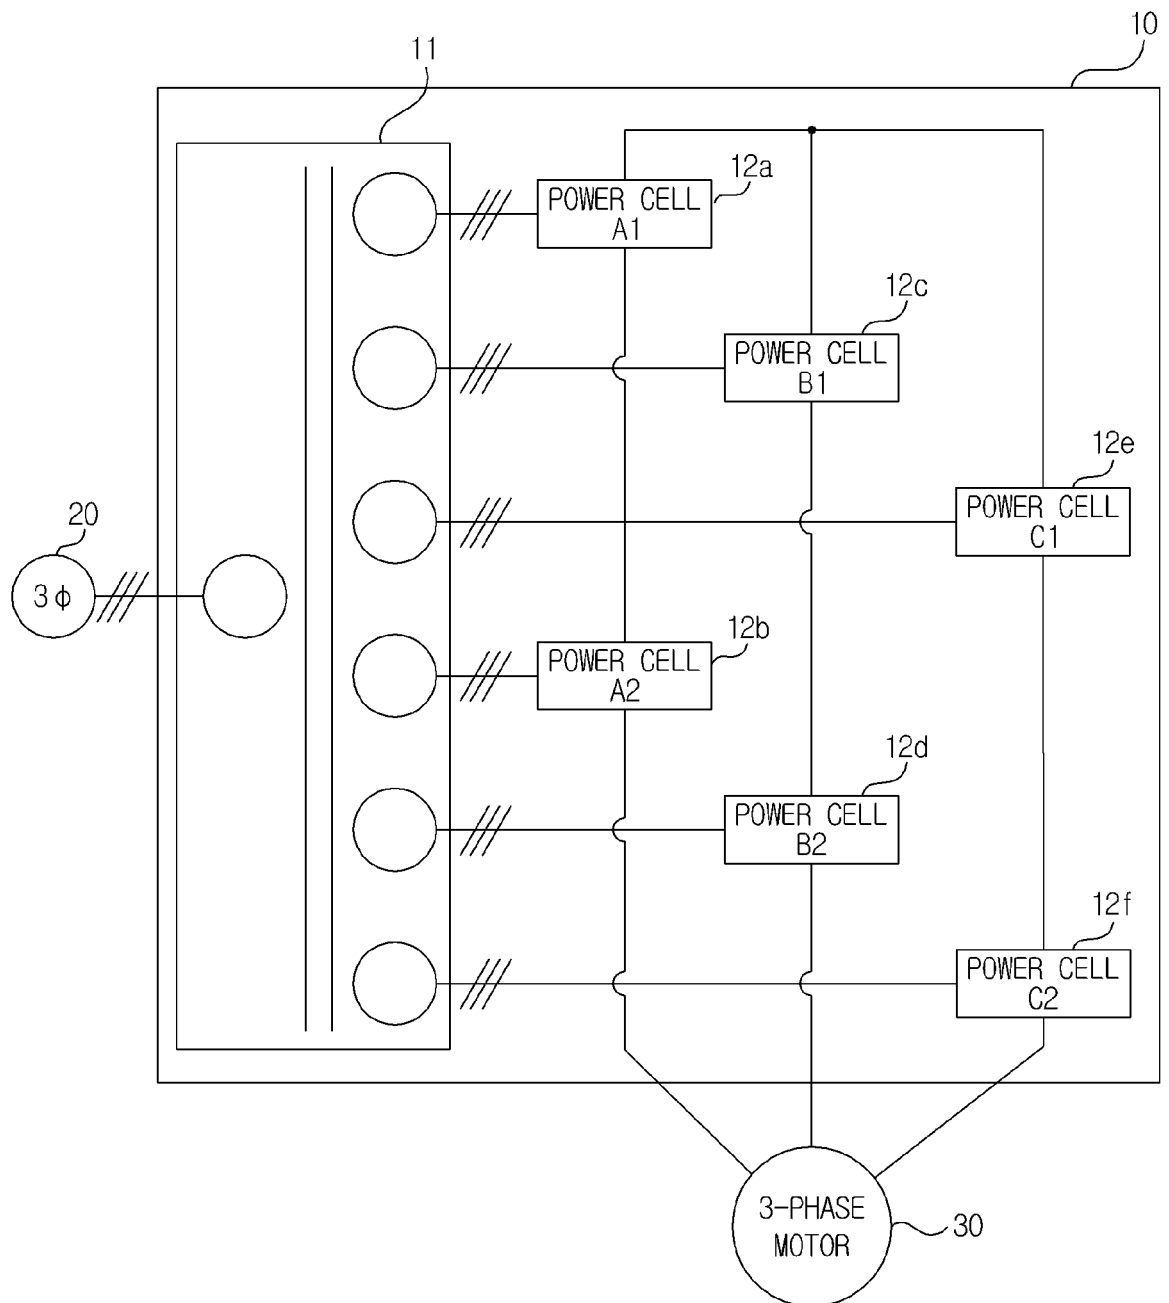 10
11
12a
POWER CELL
A1
12c
POWER CELL
B1
12e
POWER CELL
C1
20
3ϕ
12b
POWER CELL
A2
12d
POWER CELL
B2
12f
POWER CELL
C2
3-PHASE
MOTOR
30